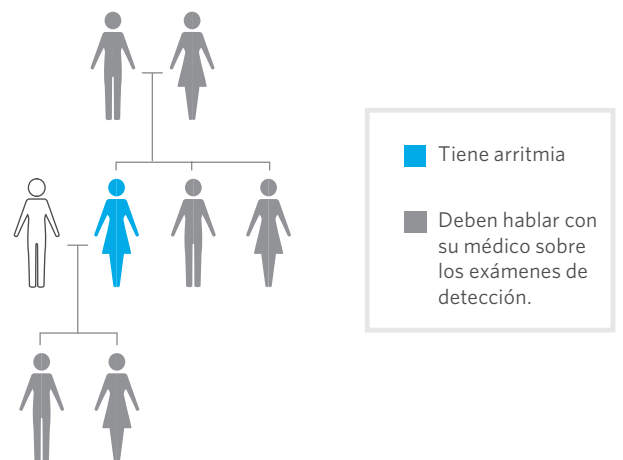 Tiene arritmia
Deben hablar con
su médico sobre
los exámenes de
detección.